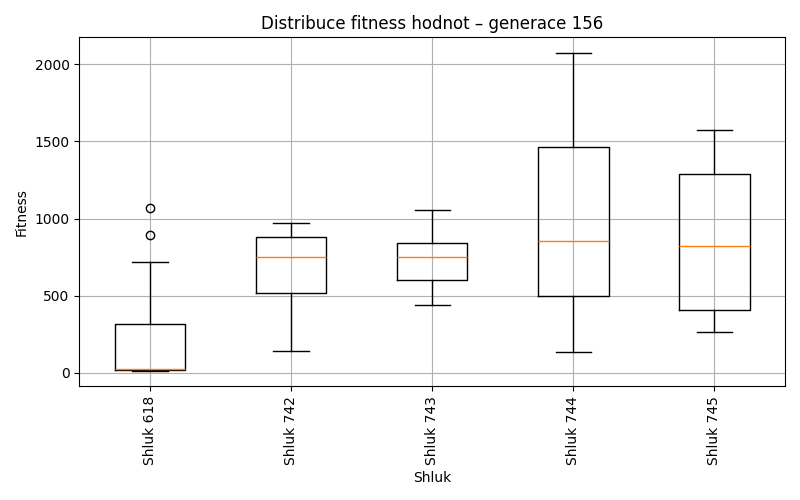 Distribuce fitness hodnot – generace 156
Fitness
2000
1500
1000
500
0
Shluk 618
Shluk 742
Shluk 743
Shluk 744
Shluk 745
Shluk